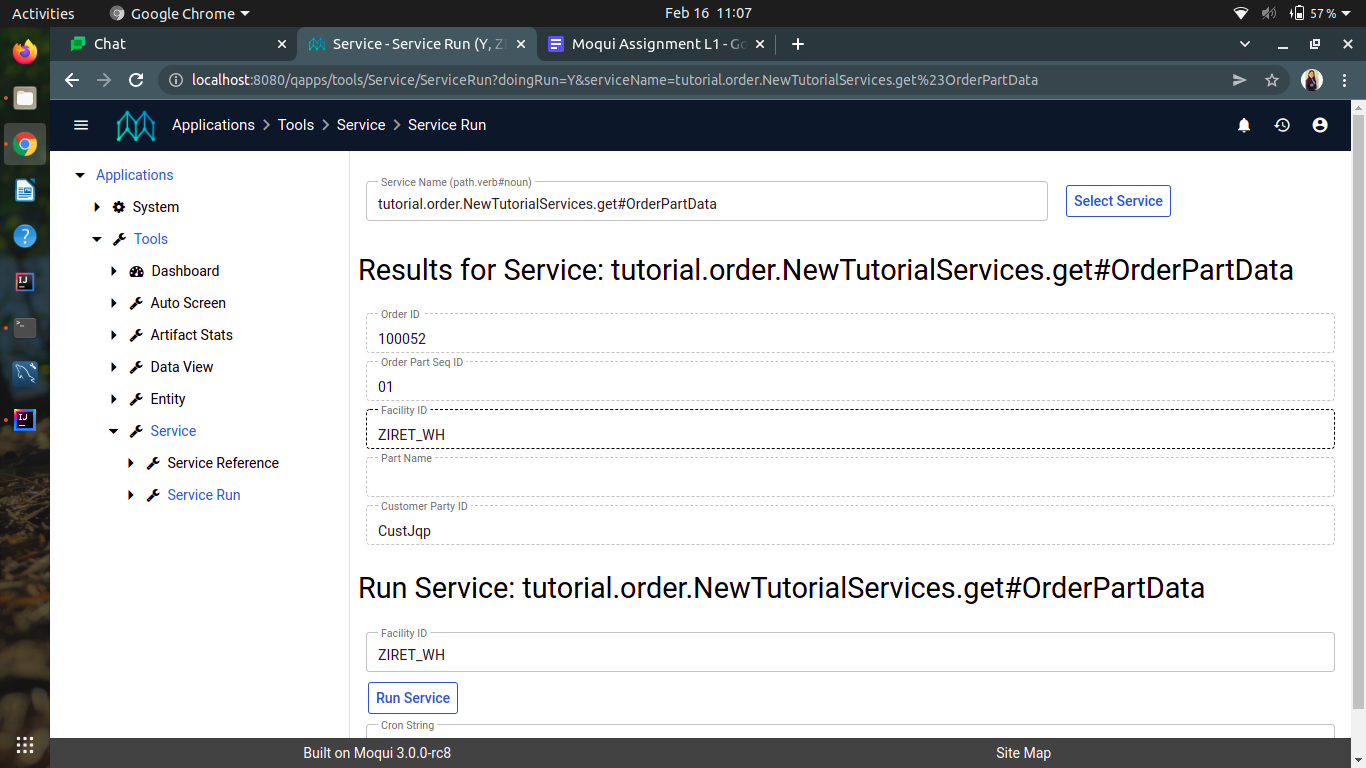 Activities
Google Chrome
Feb 16 11:07
57 %
Chat
Service - Service Run (Y, Z
Moqui Assignment L1 - Go
localhost:8080/qapps/tools/Service/ServiceRun?doingRun=Y&serviceName=tutorial.order.NewTutorialServices.get%23OrderPartData
Applications
Tools
Service
Service Run
Applications
System
Tools
Dashboard
Auto Screen
Artifact Stats
Data View
Entity
Service
Service Reference
Service Run
Service Name (path.verb#noun)
tutorial.order.NewTutorialServices.get#OrderPartData
Select Service
Results for Service: tutorial.order.NewTutorialServices.get#OrderPartData
Order ID
100052
Order Part Seq ID
01
Facility ID
ZIRET_WH
Part Name
Customer Party ID
CustJqp
Run Service: tutorial.order.NewTutorialServices.get#OrderPartData
Facility ID
ZIRET_WH
Run Service
Cron String
Built on Moqui 3.0.0-rc8
Site Map